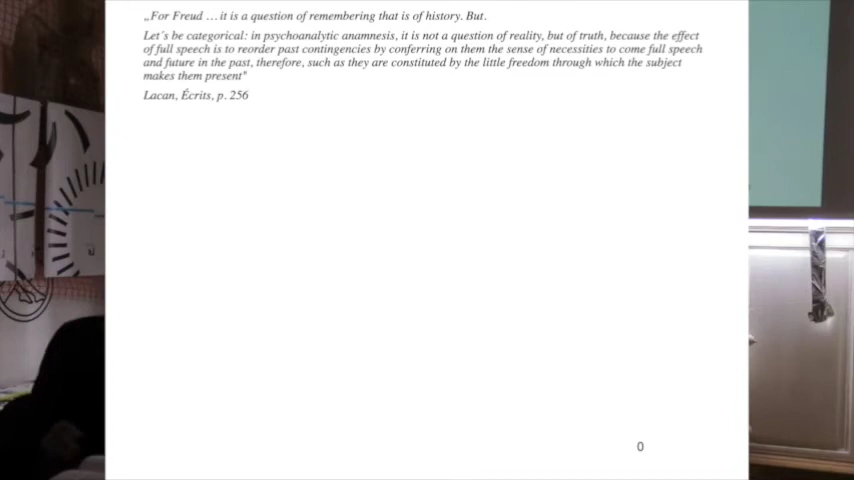 „For Freud …it is a question of remembering that is of history. But.
Let´s be categorical: in psychoanalytic anamnesis, it is not a question of reality, but of truth, because the effect
of full speech is to reorder past contingencies by conferring on them the sense of necessities to come full speech
and future in the past, therefore, such as they are constituted by the little freedom through which the subject
makes them present"
Lacan, Écrits, p. 256
0